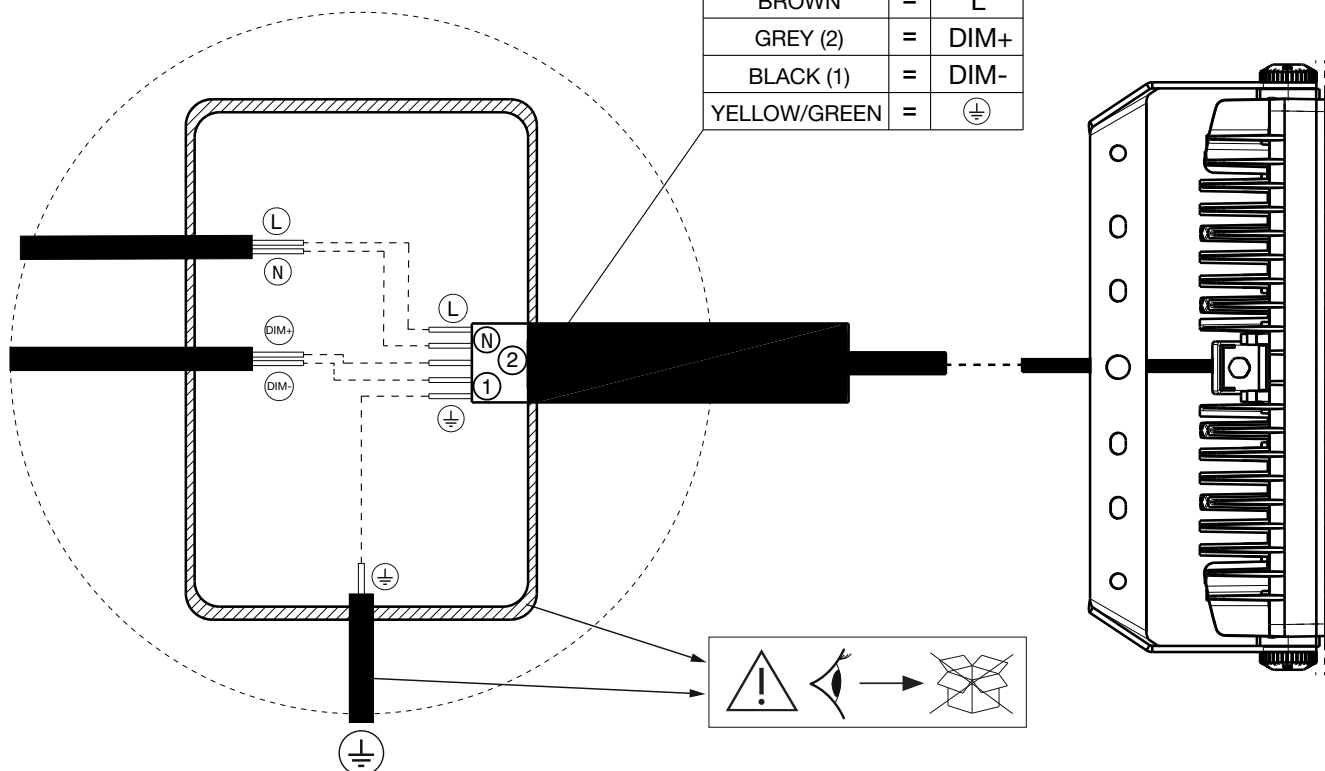 BROWN = L
GREY (2) = DIM+
BLACK (1) = DIM-
YELLOW/GREEN =
L
N
DIM+
DIM-
L
N
2
1